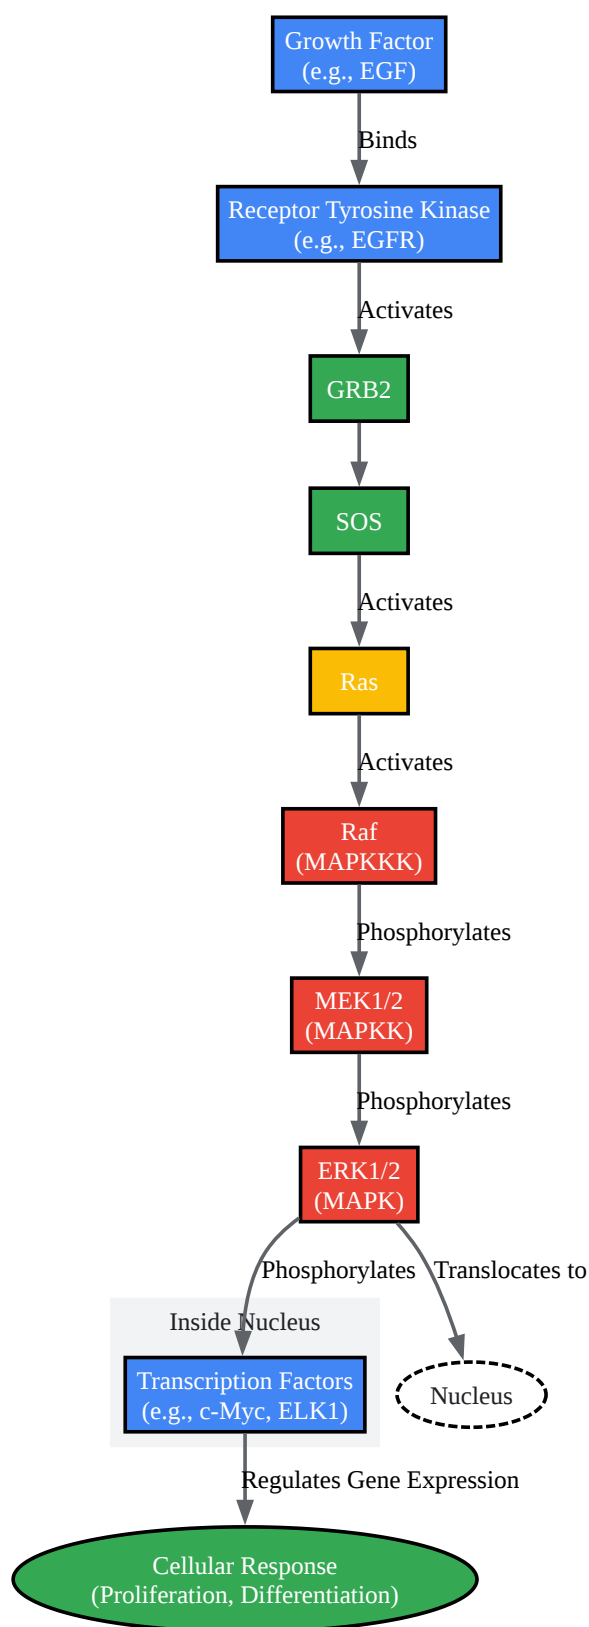 Growth Factor
(e.g., EGF)
Binds
Receptor Tyrosine Kinase
(e.g., EGFR)
Activates
GRB2
SOS
Activates
Ras
Activates
Raf
(MAPKKK)
Phosphorylates
MEK1/2
(MAPKK)
Phosphorylates
ERK1/2
(MAPK)
Phosphorylates
Translocates to
Inside Nucleus
Transcription Factors
(e.g., c-Myc, ELK1)
Nucleus
Regulates Gene Expression
Cellular Response
(Proliferation, Differentiation)